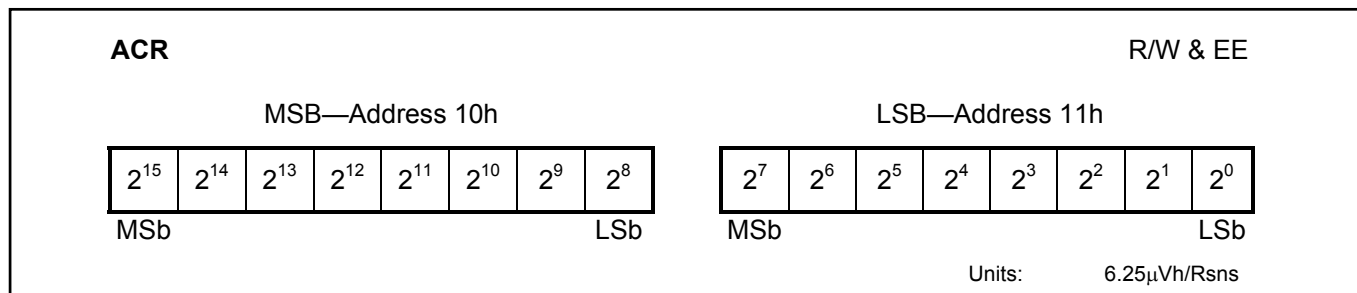 ACR R/W & EE
MSB—Address 10h LSB—Address 11h
2^15 2^14 2^13 2^12 2^11 2^10 2^9 2^8 2^7 2^6 2^5 2^4 2^3 2^2 2^1 2^0
MSb LSb MSb LSb
Units: 6.25μVh/Rsns